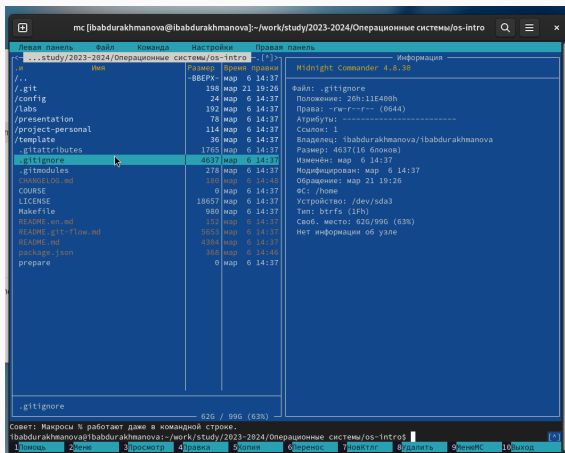 mc [ibabdurakhmanova@ibabdurakhmanova]:~/work/study/2023-2024/Операционные системы/os-intro
Левая панель Файл Команда Настройки Правая панель
<- ...study/2023-2024/Операционные системы/os-intro -.[^]>
.и Имя Размер Время правки
/.. -ВВЕРХ- мар 6 14:37
/.git 198 мар 21 19:26
/config 24 мар 6 14:37
/labs 192 мар 6 14:37
/presentation 78 мар 6 14:37
/project-personal 114 мар 6 14:37
/template 36 мар 6 14:37
.gitattributes 1765 мар 6 14:37
.gitignore 4637 мар 6 14:37
.gitmodules 278 мар 6 14:37
CHANGELOG.md 180 мар 6 14:48
COURSE 0 мар 6 14:37
LICENSE 18657 мар 6 14:37
Makefile 980 мар 6 14:37
README.en.md 152 мар 6 14:37
README.git-flow.md 5653 мар 6 14:37
README.md 4304 мар 6 14:37
package.json 368 мар 6 14:46
prepare 0 мар 6 14:37
.gitignore
62G / 99G (63%)
Информация
Midnight Commander 4.8.30
Файл: .gitignore
Положение: 26h:11E400h
Права: -rw-r--r-- (0644)
Атрибуты: ------------------------
Ссылок: 1
Владелец: ibabdurakhmanova/ibabdurakhmanova
Размер: 4637(16 блоков)
Изменён: мар 6 14:37
Модифицирован: мар 6 14:37
Обращение: мар 21 19:26
ФС: /home
Устройство: /dev/sda3
Тип: btrfs (1Fh)
Своб. место: 62G/99G (63%)
Нет информации об узле
Совет: Макросы % работают даже в командной строке.
ibabdurakhmanova@ibabdurakhmanova:~/work/study/2023-2024/Операционные системы/os-intro$ [^]
1Помощь 2Меню 3Просмотр 4Правка 5Копия 6Перенос 7НовКтлг 8Удалить 9МенюMC 10Выход